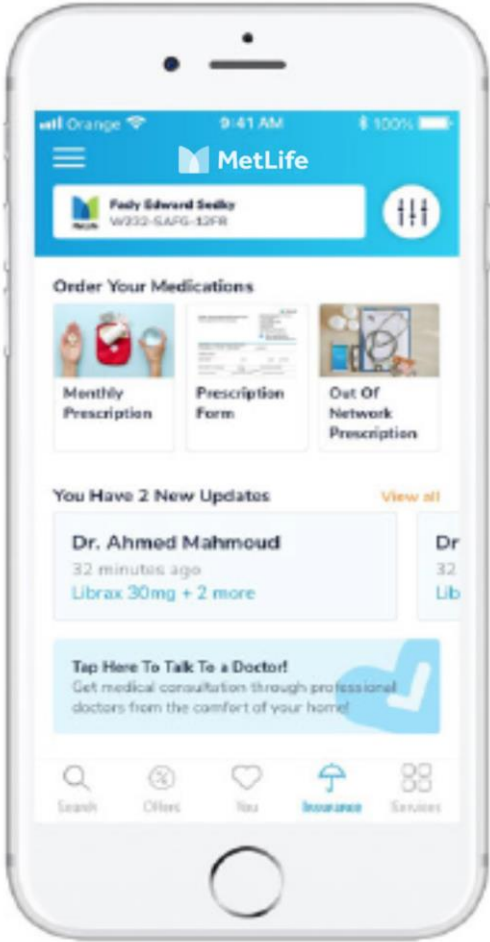 Orange 9:41 AM 100%
MetLife
Fady Edward Sedky
MetLife
Order Your Medications
Monthly
Prescription
Prescription
Form
Out Of
Network
Prescription
You Have 2 New Updates View all
Dr. Ahmed Mahmoud
32 minutes ago
Librax 30mg + 2 more
Dr
32
Lib
Tap Here To Talk To a Doctor!
Get medical consultation through professional
doctors from the comfort of your home!
Search Offers You Insurance Services